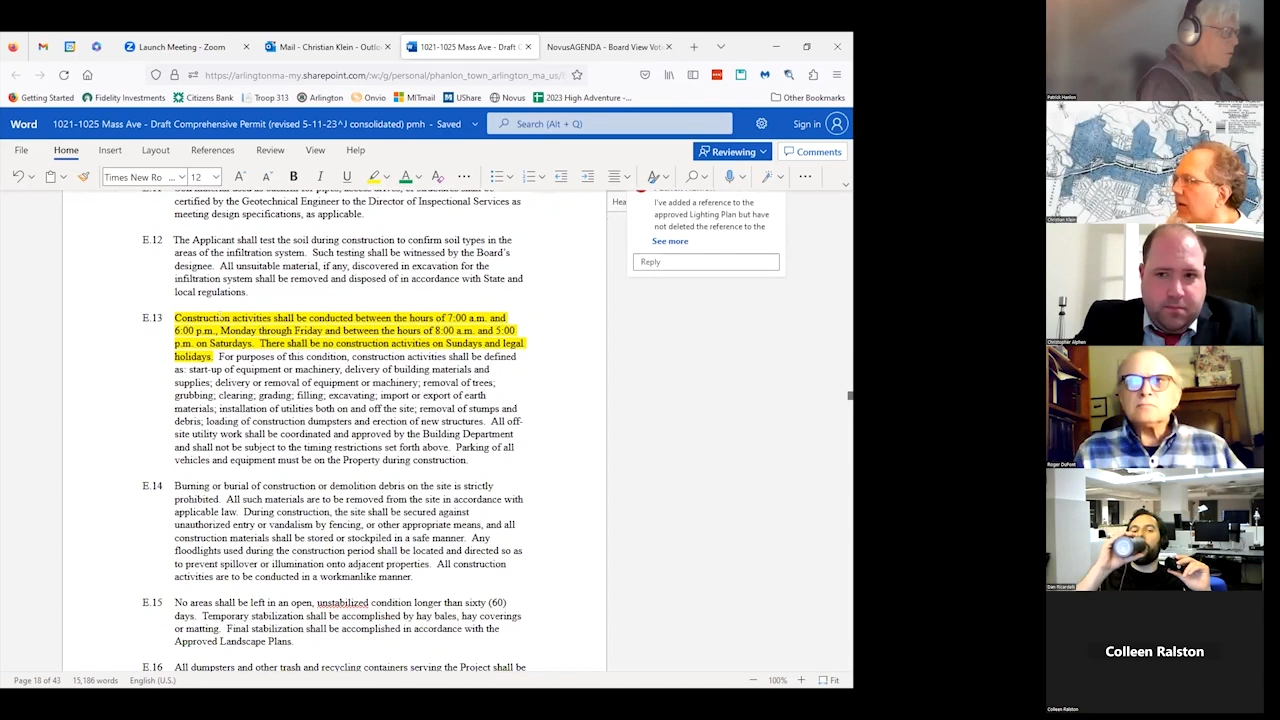 Launch Meeting - Zoom
Mail - Christian Klein - Outlo
1021-1025 Mass Ave - Draft C
NovusAGENDA - Board View Vot
https://arlingtonma-my.sharepoint.com/:w:/g/personal/phanlon_town_arlington_ma_us/
Getting Started
Fidelity Investments
Citizens Bank
Troop 313
Arlington
Onvio
MITmail
UShare
Novus
2023 High Adventure -...
Other Bookmarks
Word
1021-1025 Mass Ave - Draft Comprehensive Permit (revised 5-11-23^J consolidated) pmh - Saved
Search (Alt + Q)
sign
File
Home
Insert
Layout
References
Review
View
Help
Reviewing
Comments
Times New Ro ...
12
B
I
U
certified by the Geotechnical Engineer to the Director of Inspectional Services as
meeting design specifications, as applicable.
E.12 The Applicant shall test the soil during construction to confirm soil types in the
areas of the infiltration system. Such testing shall be witnessed by the Board's
designee. All unsuitable material, if any, discovered in excavation for the
infiltration system shall be removed and disposed of in accordance with State and
local regulations.
E.13 Construction activities shall be conducted between the hours of 7:00 a.m. and
6:00 p.m., Monday through Friday and between the hours of 8:00 a.m. and 5:00
p.m. on Saturdays. There shall be no construction activities on Sundays and legal
holidays. For purposes of this condition, construction activities shall be defined
as: start-up of equipment or machinery, delivery of building materials and
supplies; delivery or removal of equipment or machinery; removal of trees;
grubbing; clearing; grading; filling; excavating; import or export of earth
materials; installation of utilities both on and off the site; removal of stumps and
debris; loading of construction dumpsters and erection of new structures. All off-
site utility work shall be coordinated and approved by the Building Department
and shall not be subject to the timing restrictions set forth above. Parking of all
vehicles and equipment must be on the Property during construction.
E.14 Burning or burial of construction or demolition debris on the site is strictly
prohibited. All such materials are to be removed from the site in accordance with
applicable law. During construction, the site shall be secured against
unauthorized entry or vandalism by fencing, or other appropriate means, and all
construction materials shall be stored or stockpiled in a safe manner. Any
floodlights used during the construction period shall be located and directed so as
to prevent spillover or illumination onto adjacent properties. All construction
activities are to be conducted in a workmanlike manner.
E.15 No areas shall be left in an open, unstabilized condition longer than sixty (60)
days. Temporary stabilization shall be accomplished by hay bales, hay coverings
or matting. Final stabilization shall be accomplished in accordance with the
Approved Landscape Plans.
E.16 All dumpsters and other trash and recycling containers serving the Project shall be
Hea
I've added a reference to the
approved Lighting Plan but have
not deleted the reference to the
See more
Reply
Page 18 of 43
15,186 words
English (U.S.)
100%
Fit
Patrick Hanlon
Christian Klein
Christopher Alphen
Roger DuPont
Dan Ricardelli
Colleen Ralston
Colleen Ralston